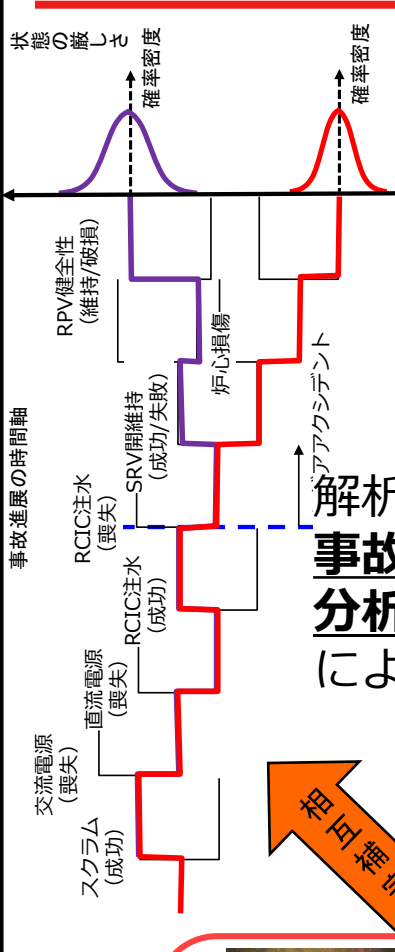 状態の厳しさ
確率密度
確率密度
事故進展の時間軸
スクラム
(成功)
交流電源
(喪失)
直流電源
(喪失)
RCIC注水
(成功)
RCIC注水
(喪失)
SRV開維持
(成功/失敗)
炉心損傷
RPV健全性
(維持/破損)
アアクシデント
解析
事故
分析
によ
相互補